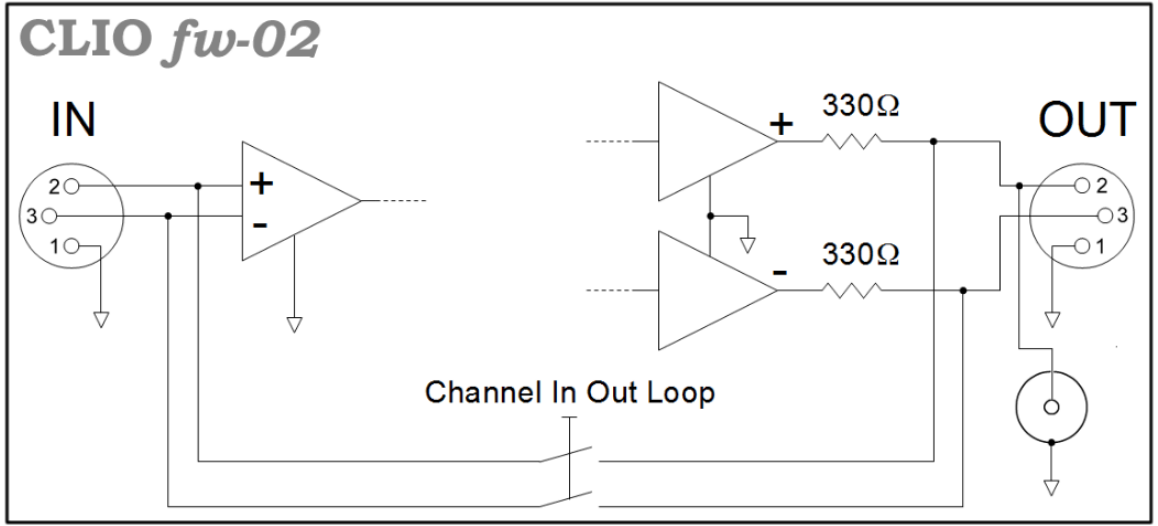 CLIO fw-02
IN
2
3
1
+
-
330Ω
+
330Ω
-
OUT
2
3
1
Channel In Out Loop